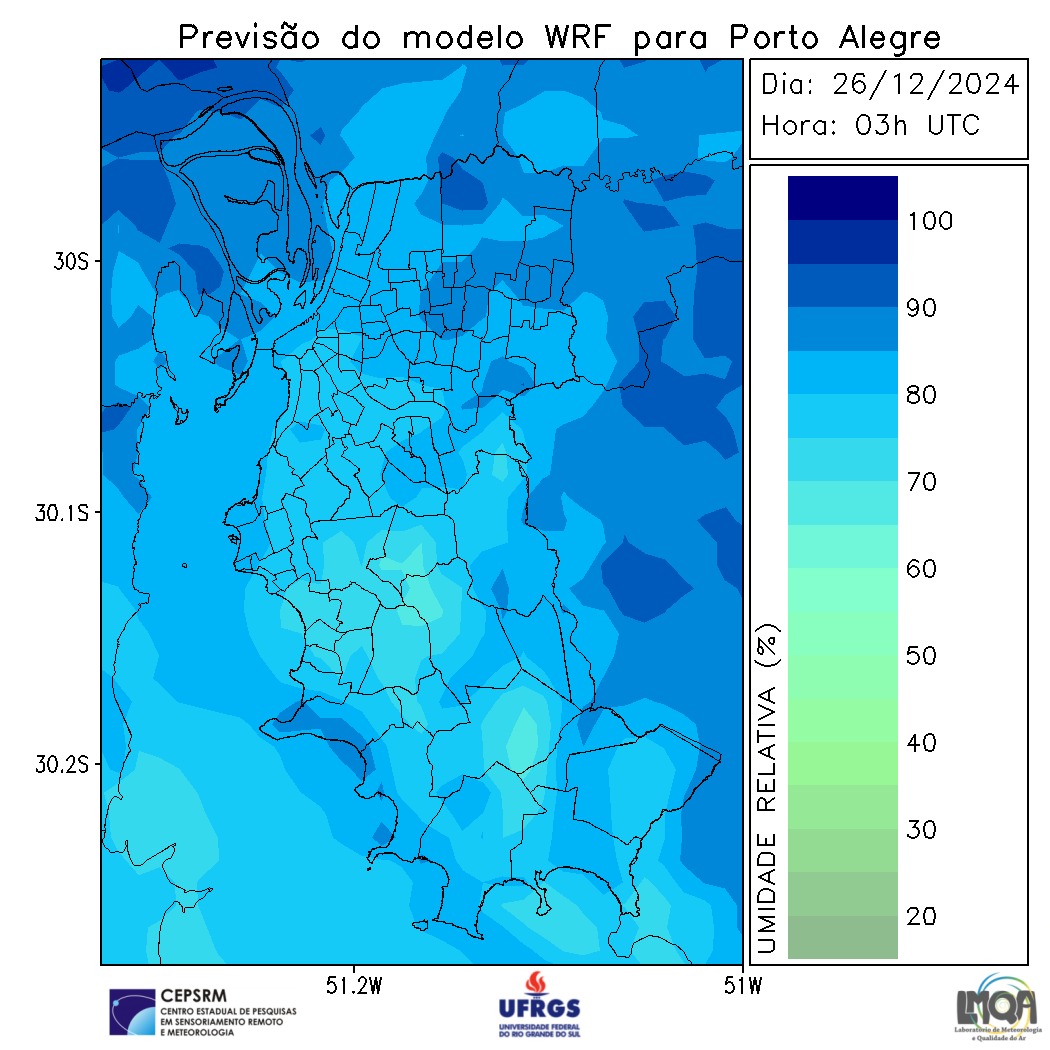 Previsão do modelo WRF para Porto Alegre
Dia: 26/12/2024
Hora: 03h UTC
30S
30.1S
30.2S
51.2W
51W
100
90
80
70
60
50
40
30
20
UMIDADE RELATIVA (%)
CEPSRM
CENTRO ESTADUAL DE PESQUISAS
EM SENSORIAMENTO REMOTO
E METEOROLOGIA
UFRGS
UNIVERSIDADE FEDERAL
DO RIO GRANDE DO SUL
LMQA
Laboratório de Meteorologia
e Qualidade do Ar